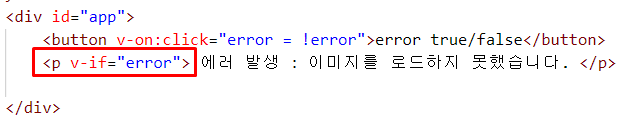 <div id="app">
<button v-on:click="error = !error">error true/false</button>
<p v-if="error"> 에러 발생 : 이미지를 로드하지 못했습니다. </p>
</div>